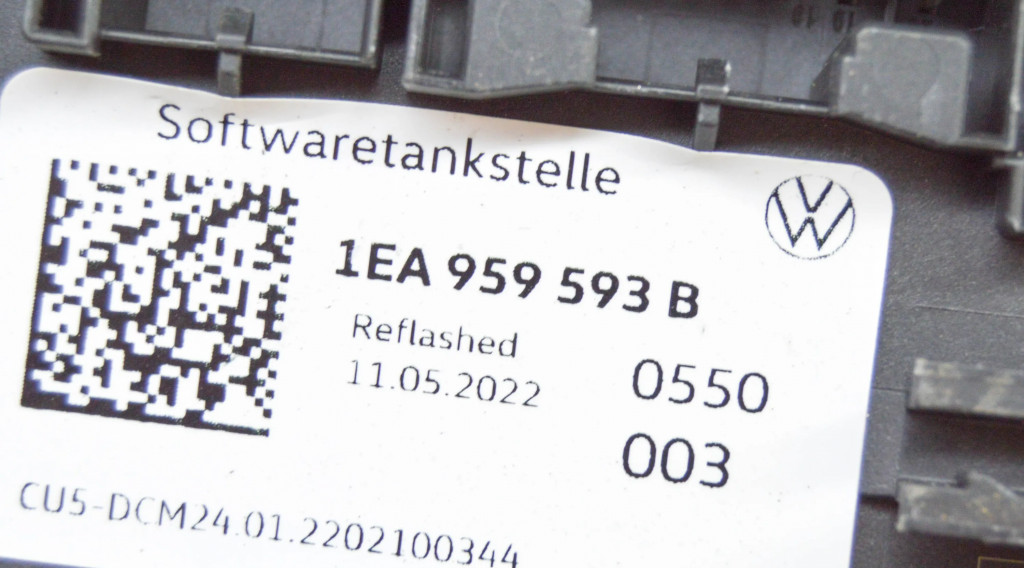 Softwaretankstelle
1EA 959 593 B
Reflashed
11.05.2022
0550
003
CU5-DCM24.01.2202100344